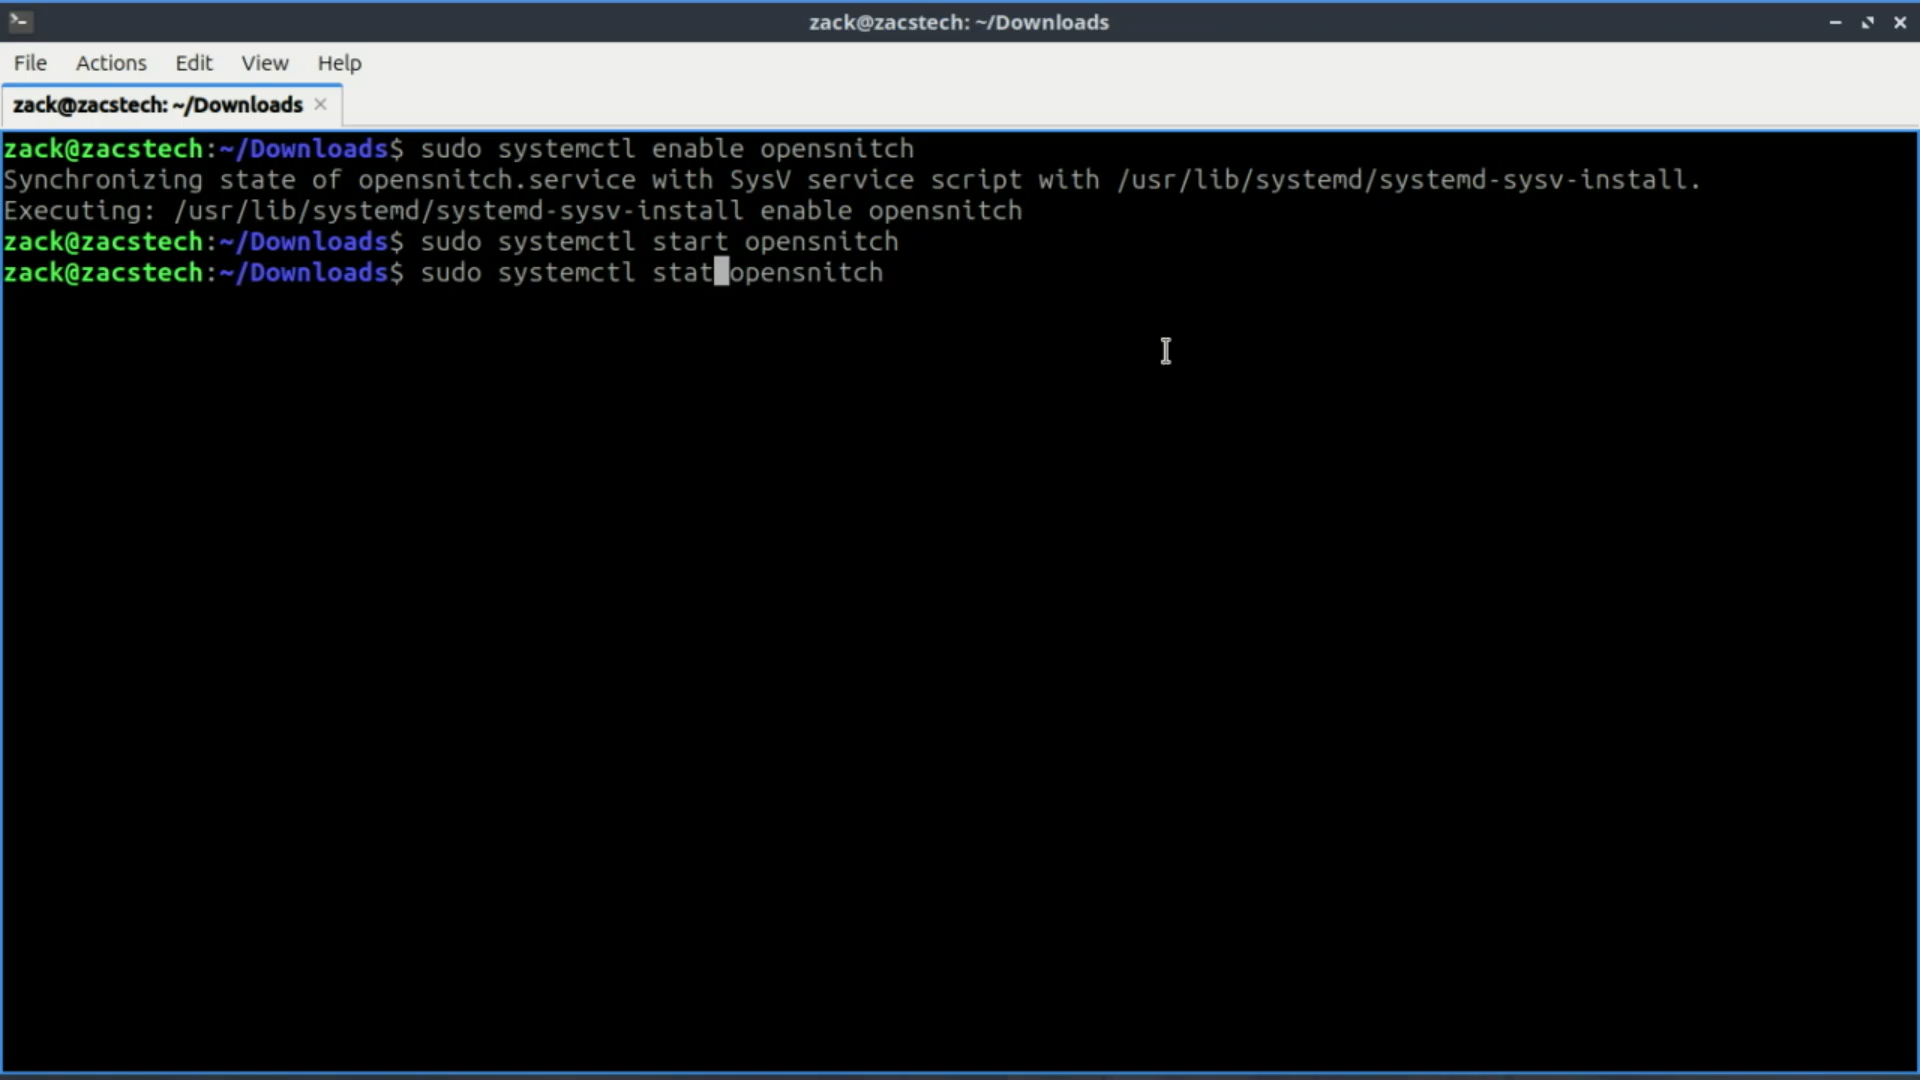 zack@zacstech: ~/Downloads
File Actions Edit View Help
zack@zacstech: ~/Downloads
zack@zacstech:~/Downloads$ sudo systemctl enable opensnitch
Synchronizing state of opensnitch.service with SysV service script with /usr/lib/systemd/systemd-sysv-install.
Executing: /usr/lib/systemd/systemd-sysv-install enable opensnitch
zack@zacstech:~/Downloads$ sudo systemctl start opensnitch
zack@zacstech:~/Downloads$ sudo systemctl stat opensnitch